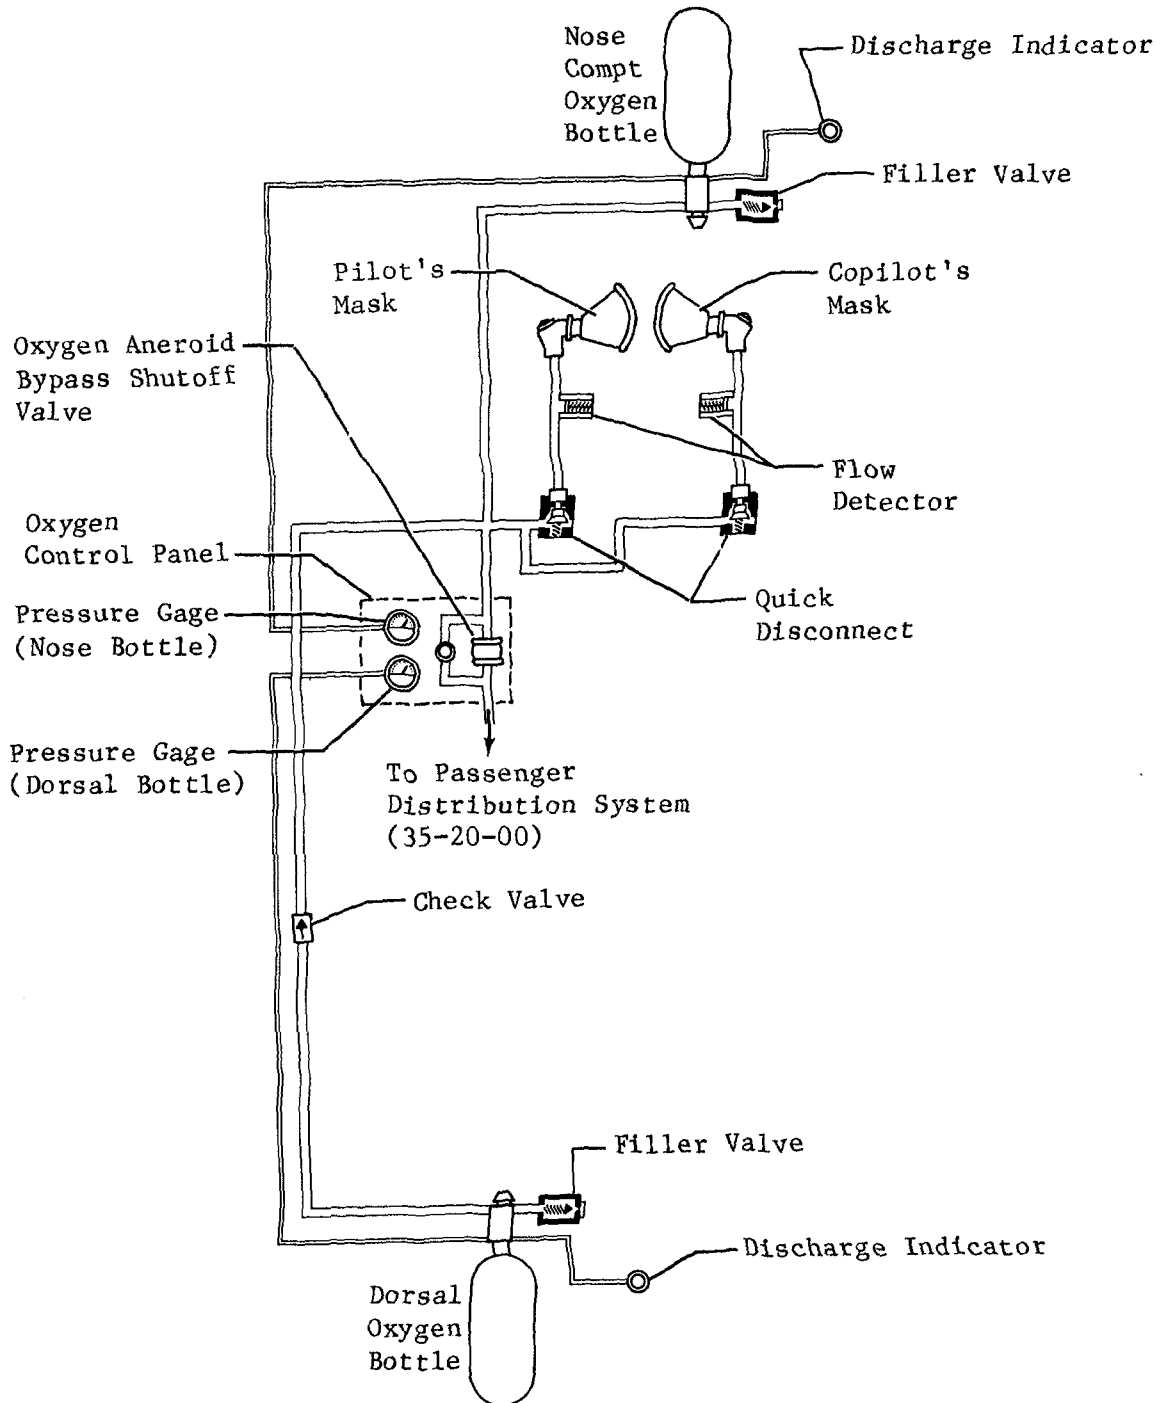 Nose
Compt
Oxygen
Bottle
Discharge Indicator
Filler Valve
Pilot's
Mask
Copilot's
Mask
Oxygen Aneroid
Bypass Shutoff
Valve
Flow
Detector
Oxygen
Control Panel
Quick
Disconnect
Pressure Gage
(Nose Bottle)
Pressure Gage
(Dorsal Bottle)
To Passenger
Distribution System
(35-20-00)
Check Valve
Filler Valve
Discharge Indicator
Dorsal
Oxygen
Bottle